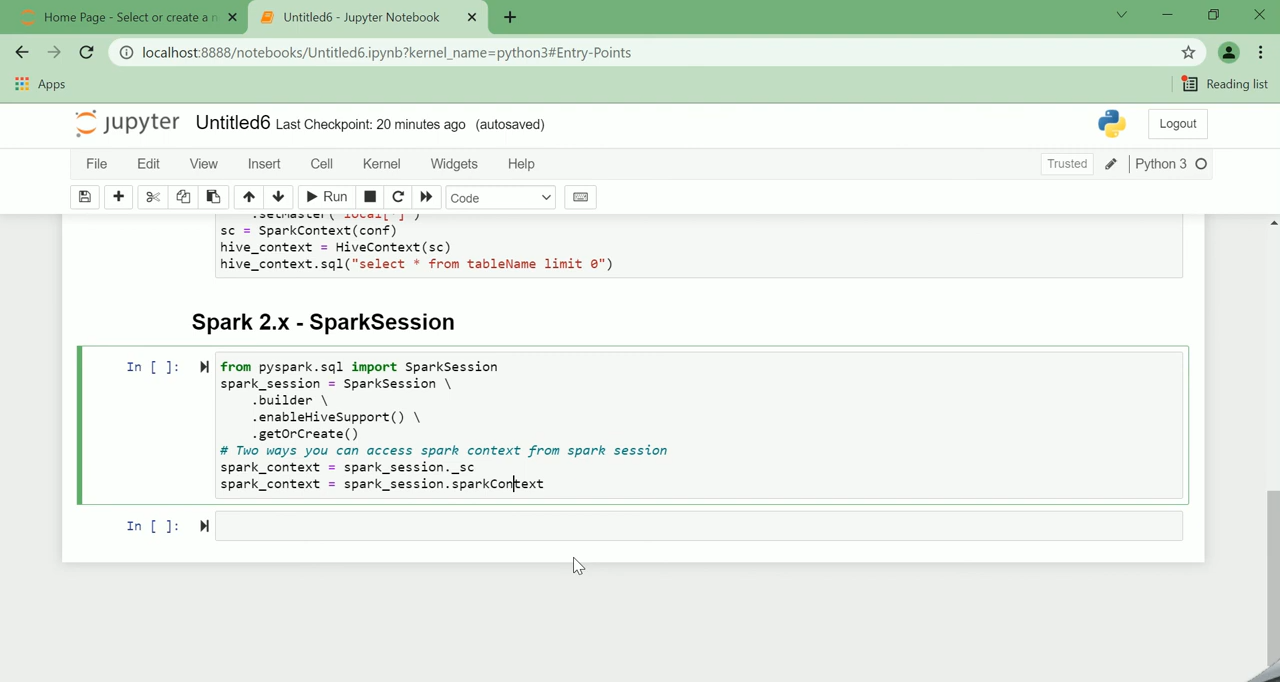 Home Page - Select or create a n
Untitled6 - Jupyter Notebook
localhost:8888/notebooks/Untitled6.ipynb?kernel_name=python3#Entry-Points
Apps
Reading list
jupyter Untitled6 Last Checkpoint: 20 minutes ago (autosaved)
Logout
File Edit View Insert Cell Kernel Widgets Help
Trusted Python 3
Run Code
.setMaster("local[*]")
sc = SparkContext(conf)
hive_context = HiveContext(sc)
hive_context.sql("select * from tableName limit 0")
Spark 2.x - SparkSession
In [ ]: from pyspark.sql import SparkSession
spark_session = SparkSession \
.builder \
.enableHiveSupport() \
.getOrCreate()
# Two ways you can access spark context from spark session
spark_context = spark_session._sc
spark_context = spark_session.sparkContext
In [ ]: